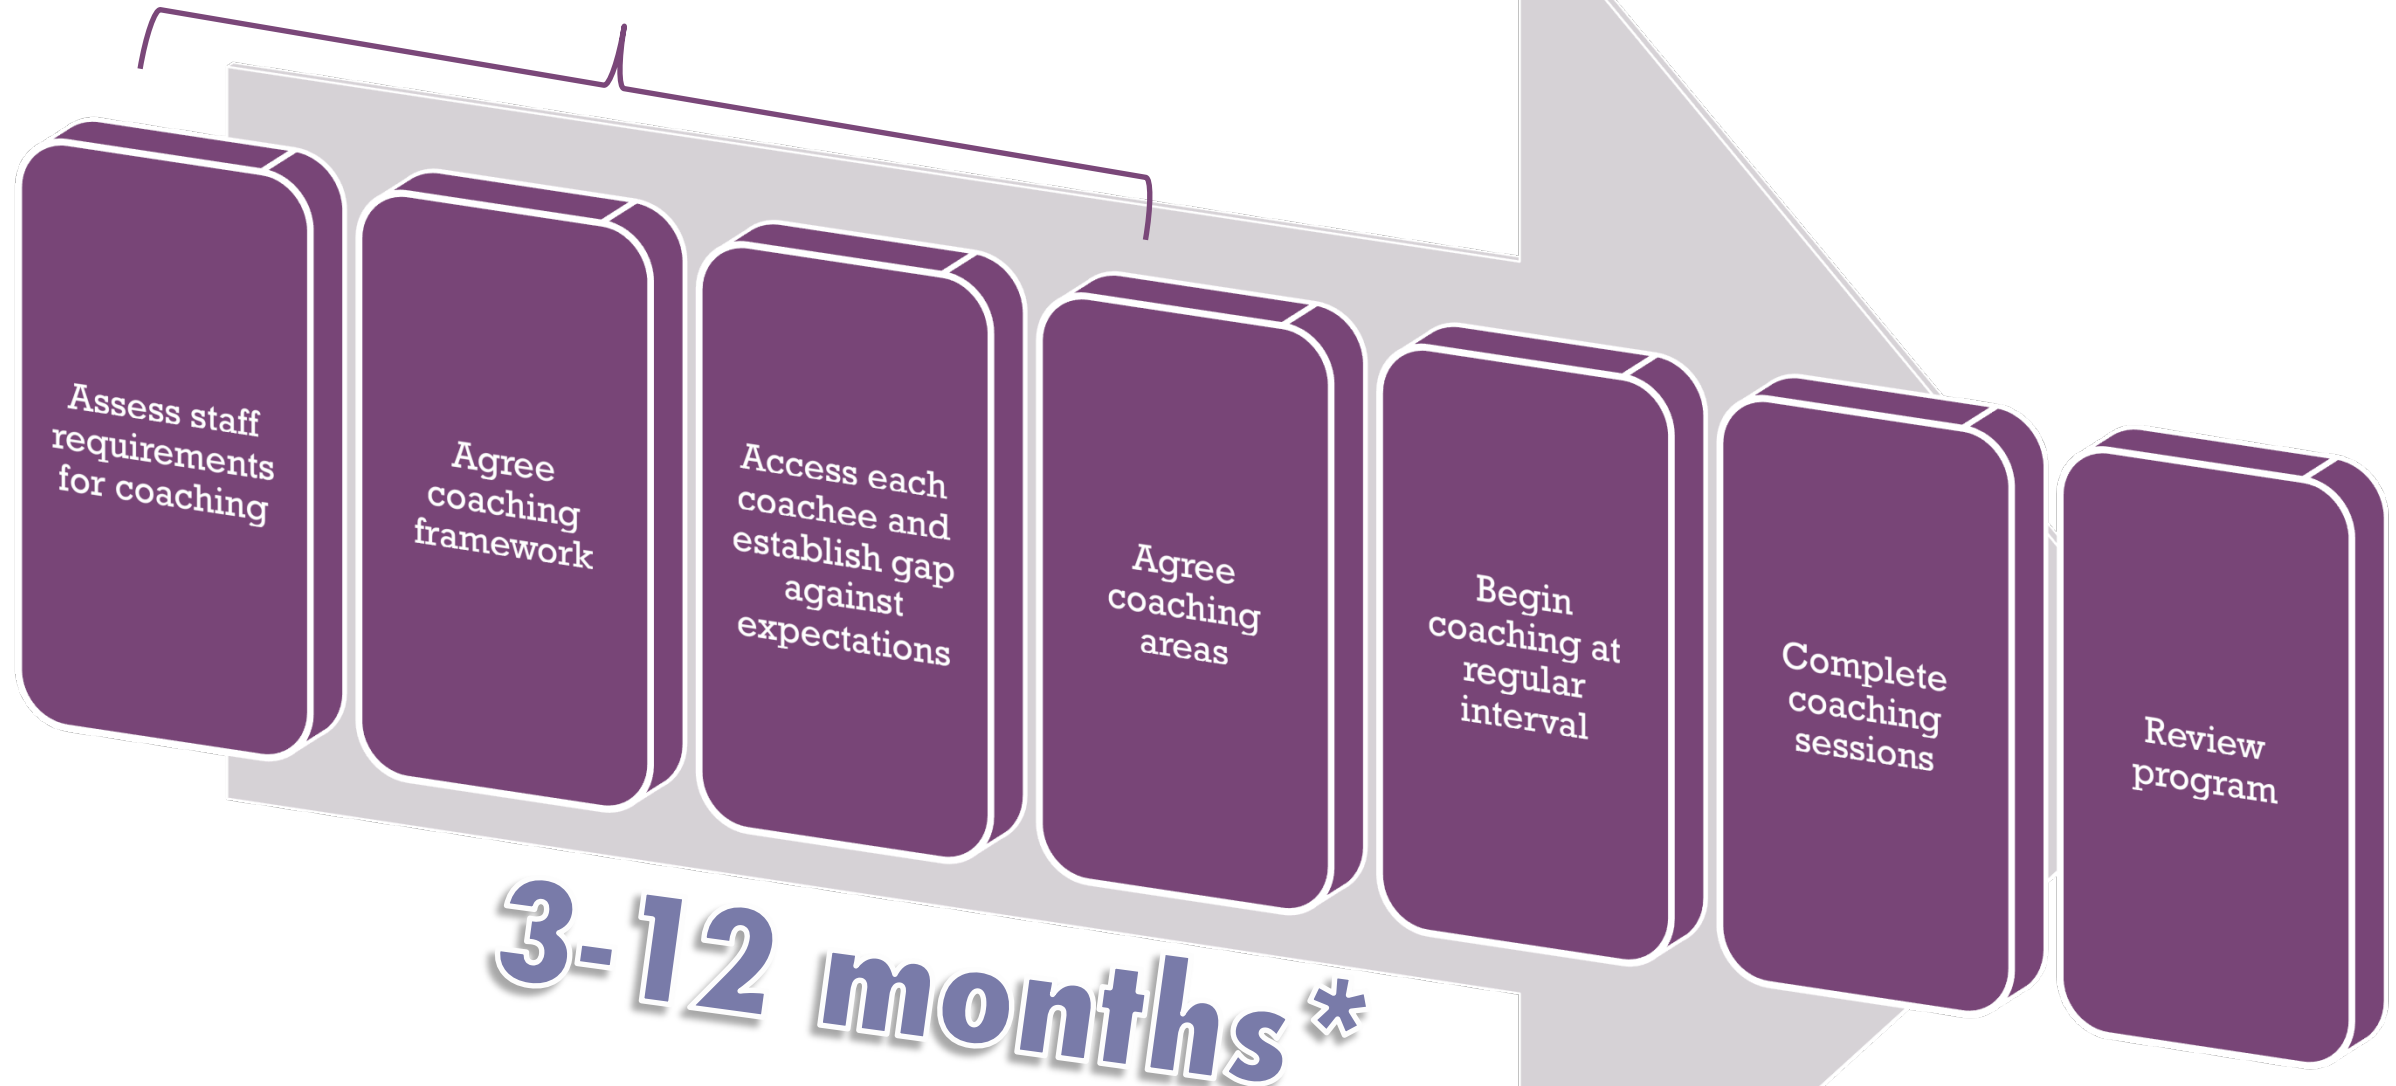 Assess staff
requirements
for coaching
Agree
coaching
framework
Access each
coachee and
establish gap
against
expectations
Agree
coaching
areas
Begin
coaching at
regular
interval
Complete
coaching
sessions
Review
program
3-12 months*